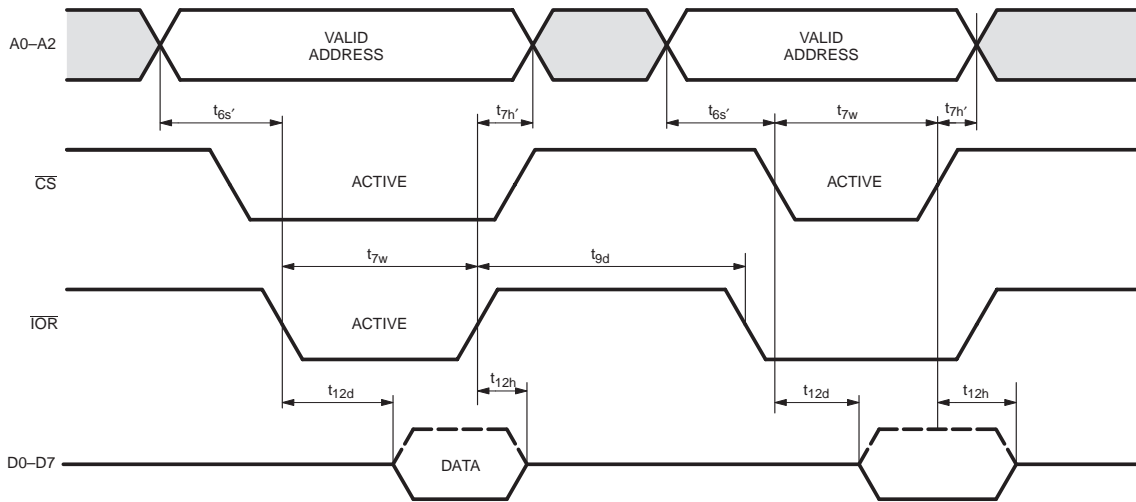 A0–A2
VALID
ADDRESS
VALID
ADDRESS
t6s′
t7h′
t6s′
t7w
t7h′
CS
ACTIVE
ACTIVE
t7w
t9d
IOR
ACTIVE
t12d
t12h
t12d
t12h
D0–D7
DATA